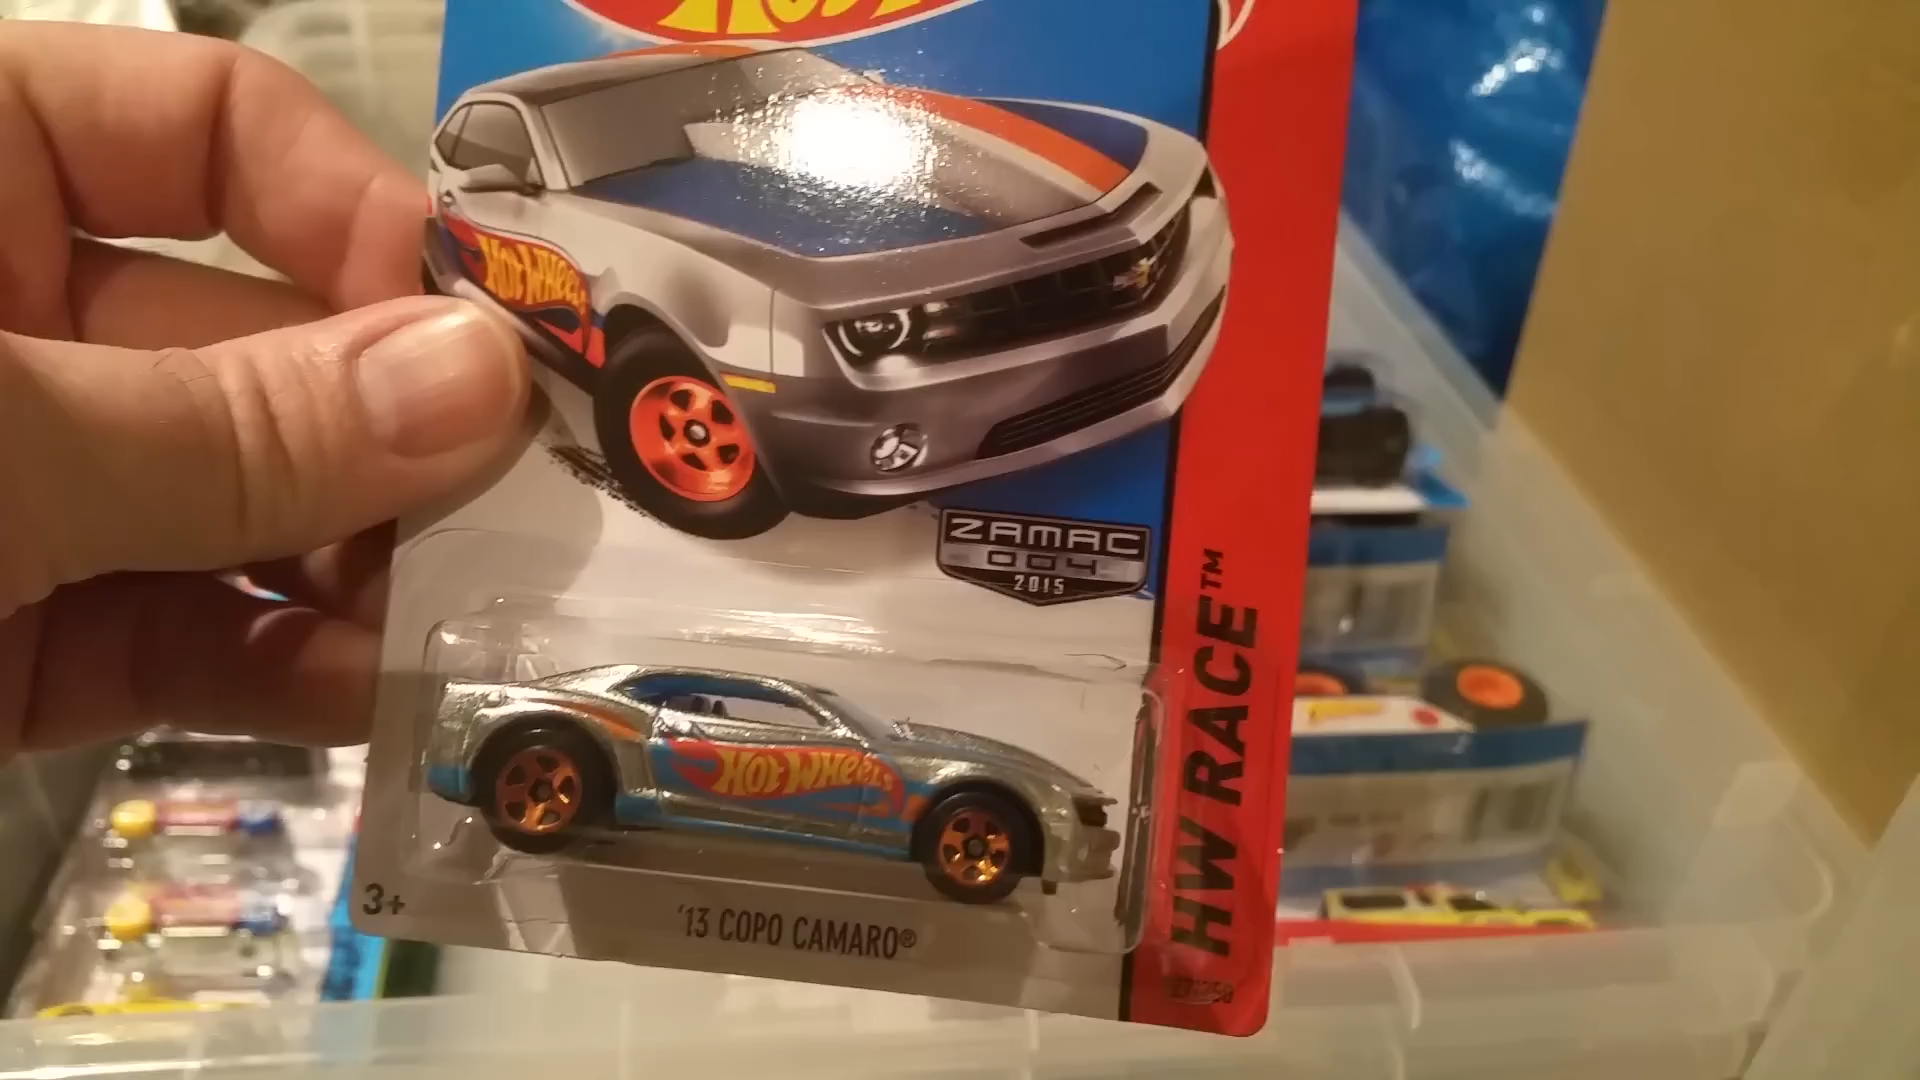 Hot Wheels
ZAMAC
004
2015
Hot Wheels
3+
'13 COPO CAMARO®
HW RACE™